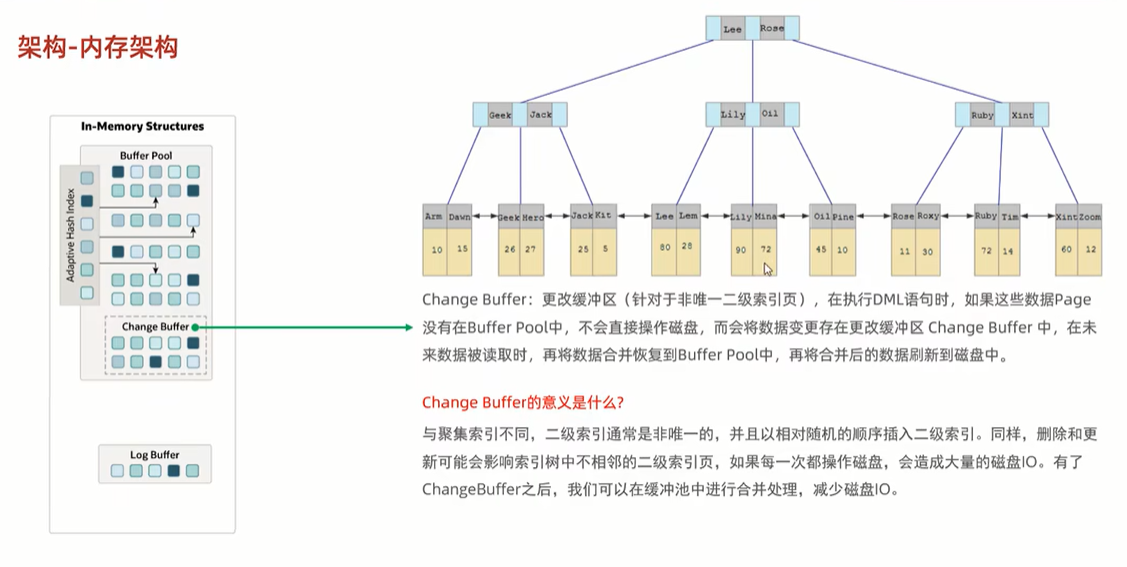 架构-内存架构
In-Memory Structures
Buffer Pool
Adaptive Hash Index
Change Buffer
Log Buffer
Lee Rose
Geek Jack
Lily Oil
Ruby Xint
Arm Dawn Geek Hero Jack Kit Lee Lem Lily Mina Oil Pine Rose Roxy Ruby Tim Xint Zoom
10 15 26 27 25 5 80 28 90 72 45 10 11 30 72 14 60 12
Change Buffer：更改缓冲区（针对于非唯一二级索引页），在执行DML语句时，如果这些数据Page
没有在Buffer Pool中，不会直接操作磁盘，而会将数据变更存在更改缓冲区 Change Buffer 中，在未
来数据被读取时，再将数据合并恢复到Buffer Pool中，再将合并后的数据刷新到磁盘中。
Change Buffer的意义是什么?
与聚集索引不同，二级索引通常是非唯一的，并且以相对随机的顺序插入二级索引。同样，删除和更
新可能会影响索引树中不相邻的二级索引页，如果每一次都操作磁盘，会造成大量的磁盘IO。有了
ChangeBuffer之后，我们可以在缓冲池中进行合并处理，减少磁盘IO。